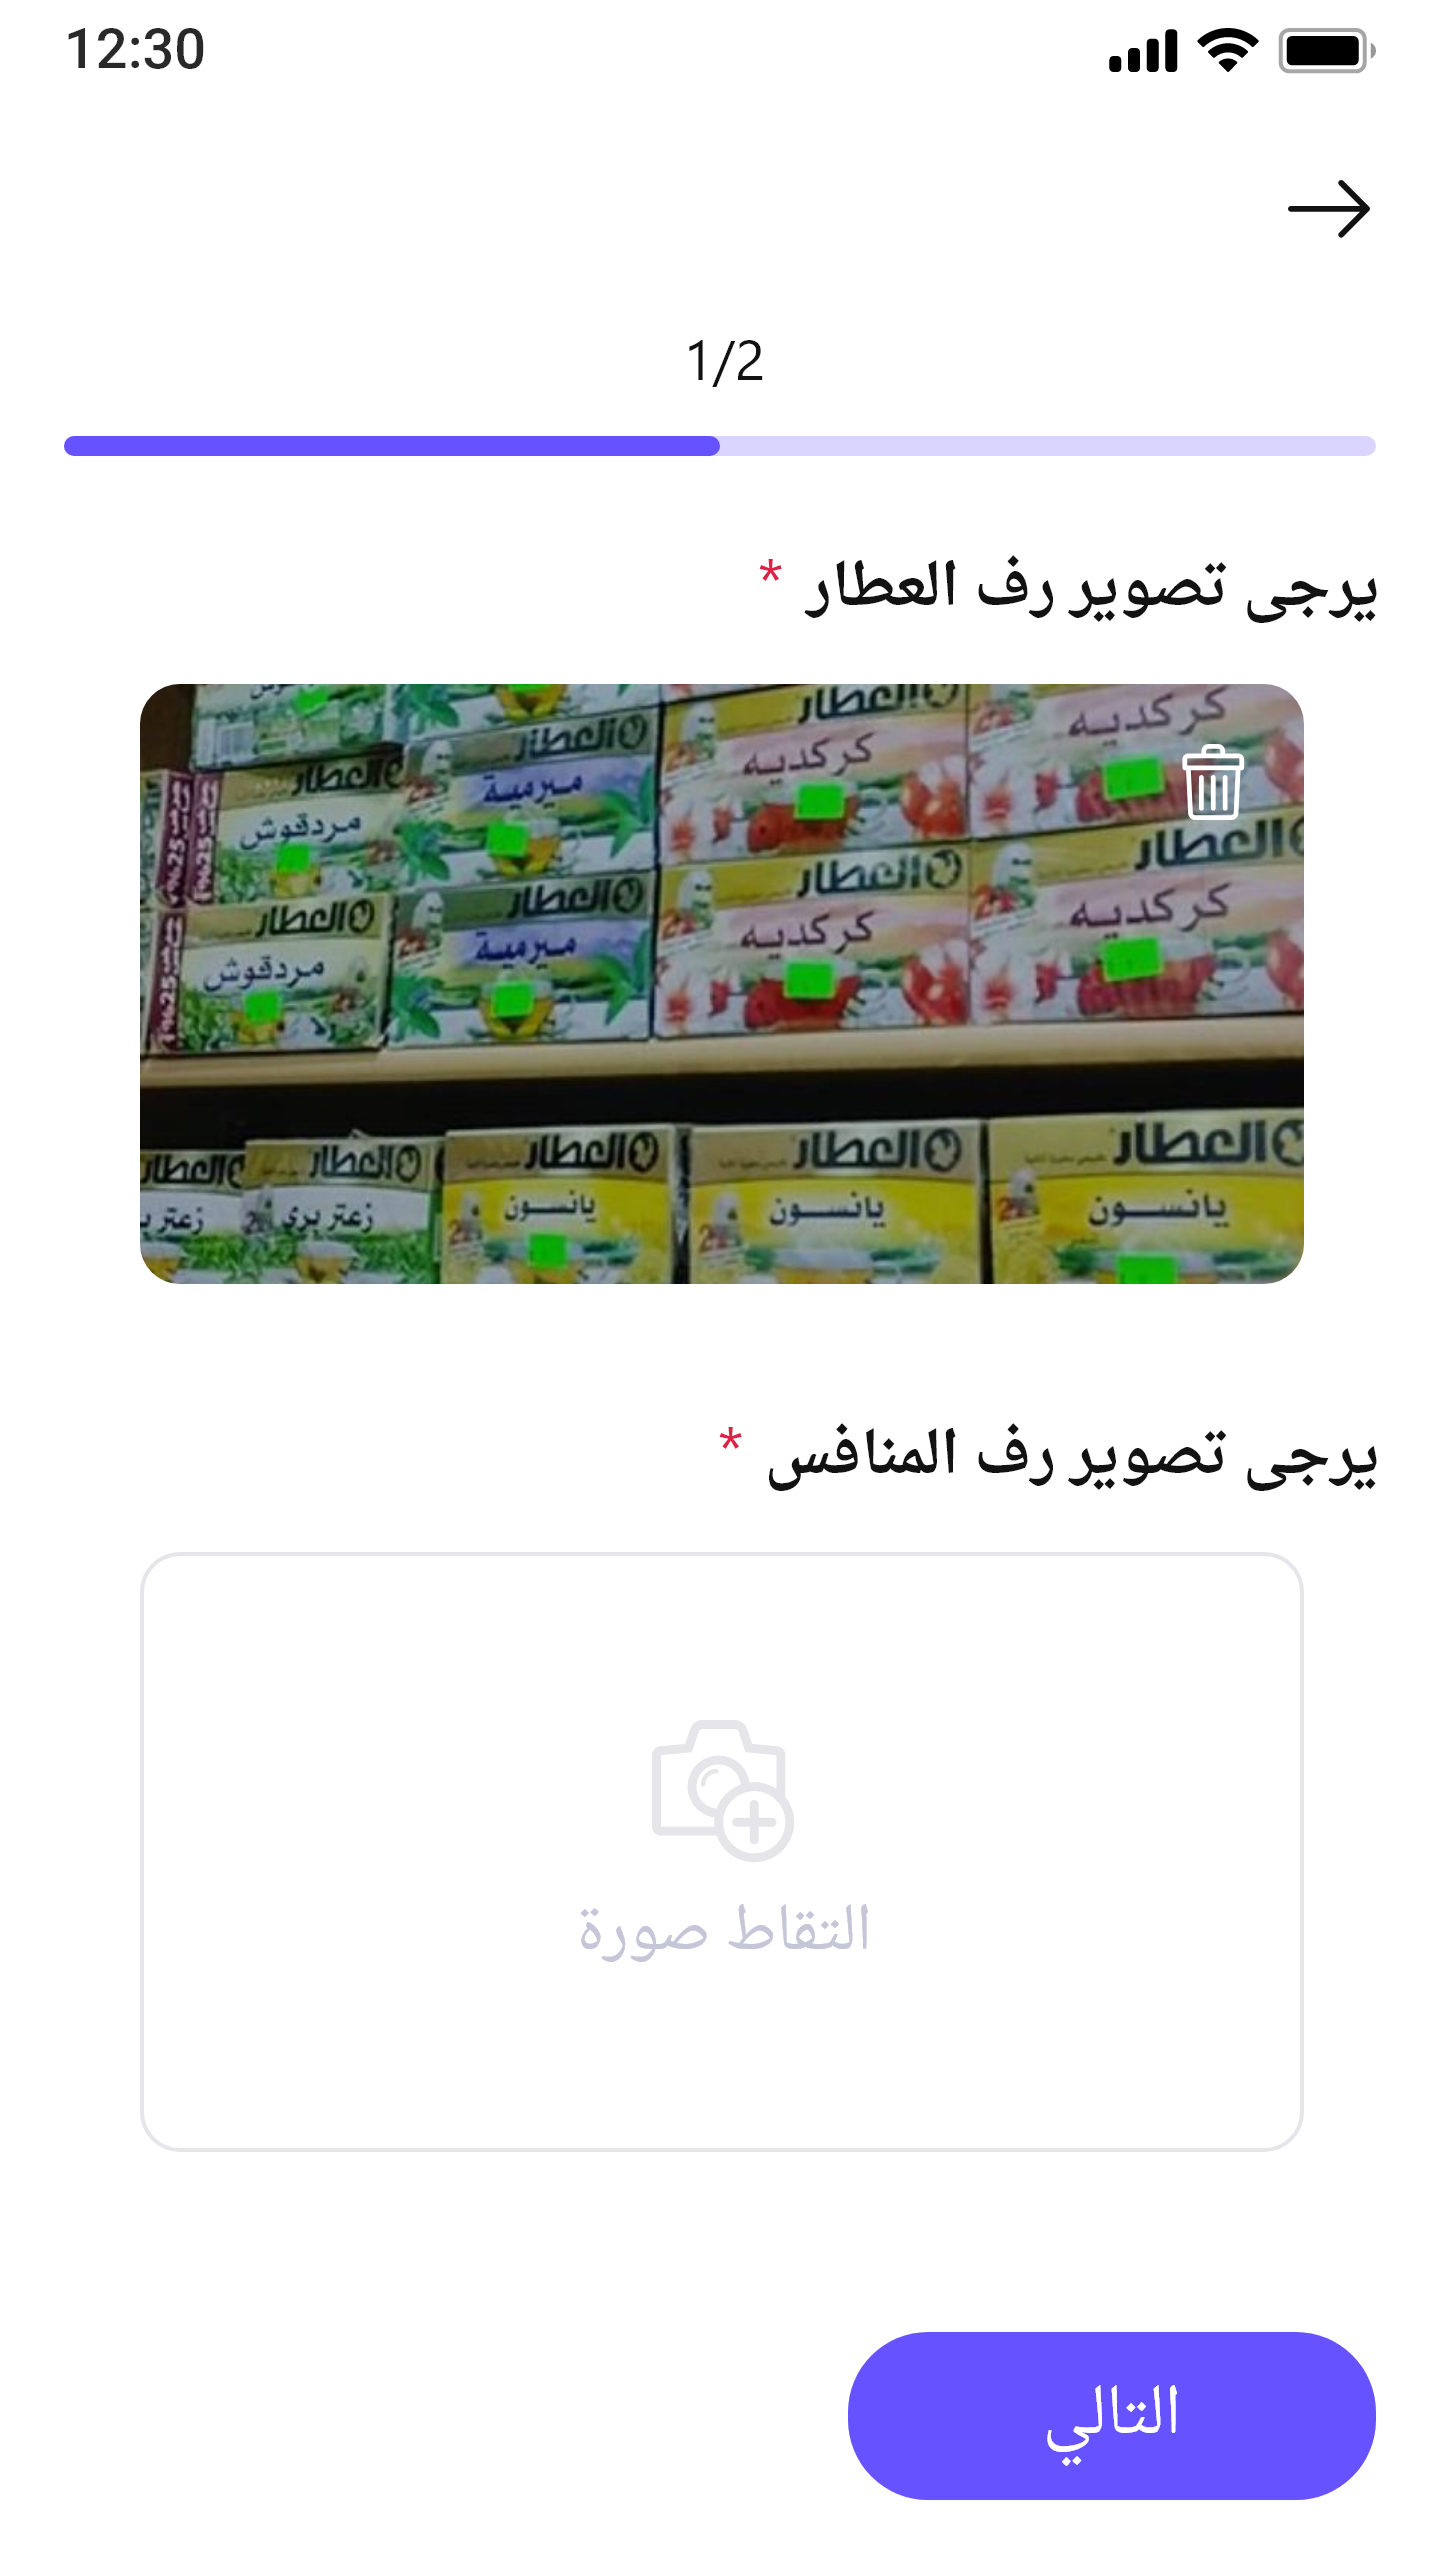 12:30
1/2
يرجى تصوير رف العطار *
العطار
كركديه
كركديه
العطار
ميرمية
العطار
مردقوش
العطار
كركديه
العطار
كركديه
العطار
ميرمية
العطار
مردقوش
العطار
يانسون
العطار
يانسون
العطار
يانسون
العطار
زعتر بري
العطار
زعتر
يرجى تصوير رف المنافس *
التقاط صورة
التالي